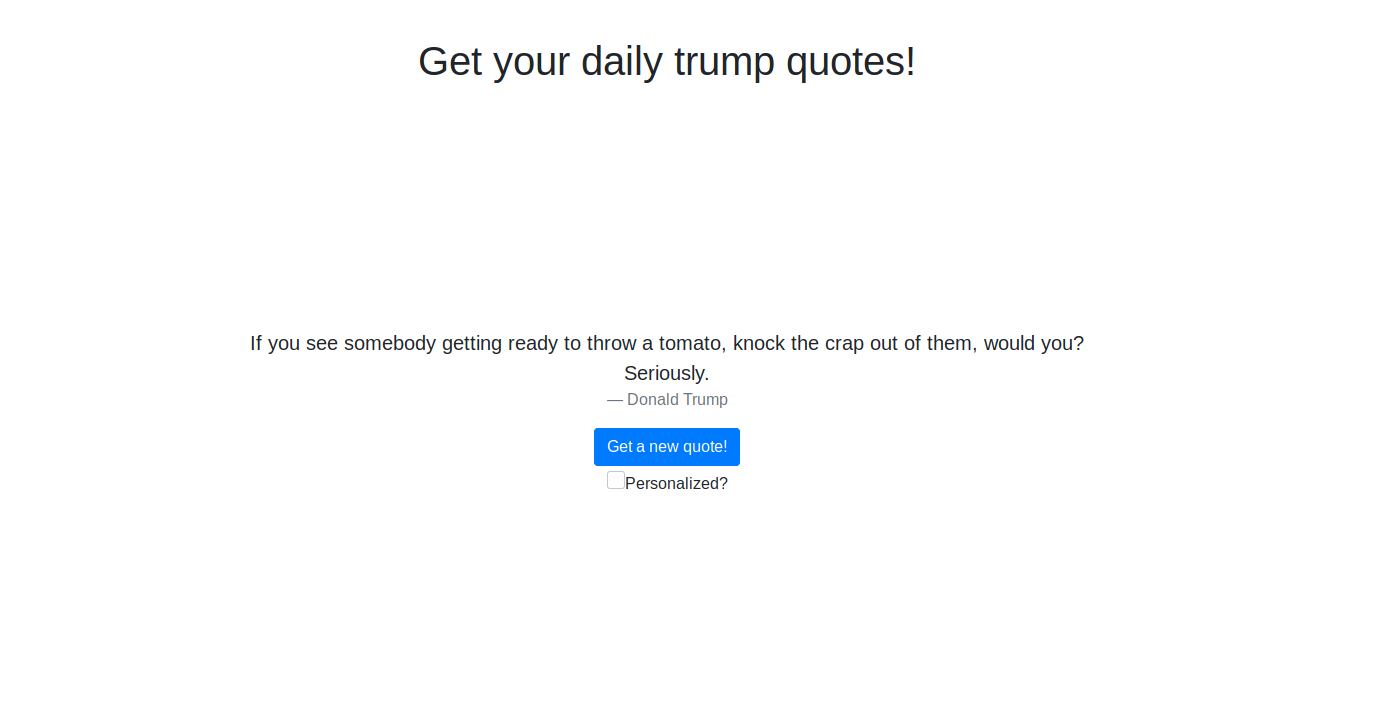 Get your daily trump quotes!
If you see somebody getting ready to throw a tomato, knock the crap out of them, would you?
Seriously.
— Donald Trump
Get a new quote!
Personalized?